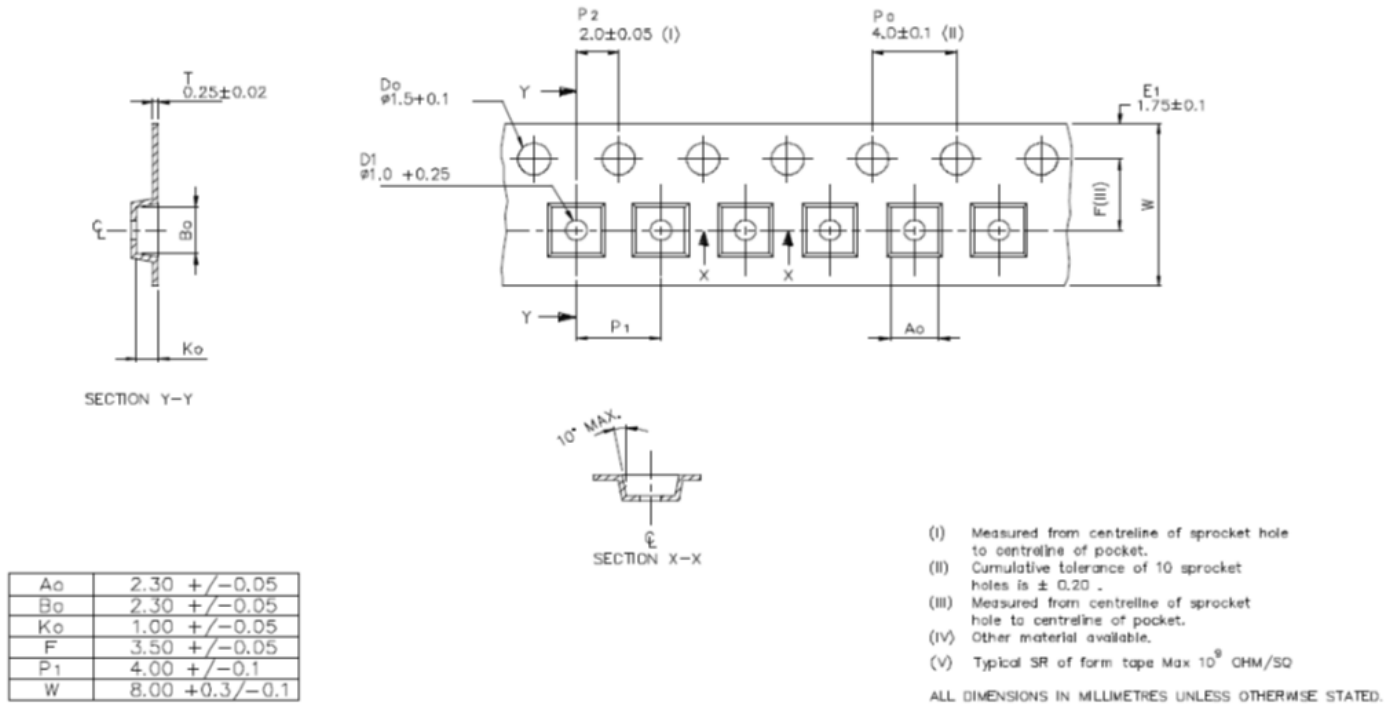 P2
2.0±0.05 (I)
Po
4.0±0.1 (II)
T
0.25±0.02
Do
ø1.5+0.1
Y
E1
1.75±0.1
D1
ø1.0 +0.25
F(III)
W
℄
Bo
X
X
Y
P1
Ao
Ko
SECTION Y-Y
10° MAX.
℄
SECTION X-X
Ao 2.30 +/-0.05
Bo 2.30 +/-0.05
Ko 1.00 +/-0.05
F 3.50 +/-0.05
P1 4.00 +/-0.1
W 8.00 +0.3/-0.1
(I) Measured from centreline of sprocket hole
to centreline of pocket.
(II) Cumulative tolerance of 10 sprocket
holes is ± 0.20 .
(III) Measured from centreline of sprocket
hole to centreline of pocket.
(IV) Other material available.
(V) Typical SR of form tape Max 10⁹ OHM/SQ
ALL DIMENSIONS IN MILLIMETRES UNLESS OTHERWISE STATED.